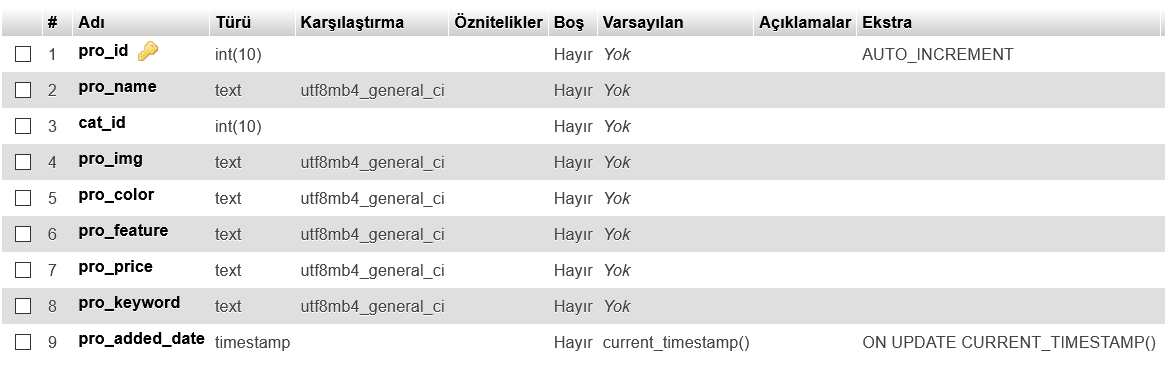 # Adı Türü Karşılaştırma Öznitelikler Boş Varsayılan Açıklamalar Ekstra
1 pro_id int(10) Hayır Yok AUTO_INCREMENT
2 pro_name text utf8mb4_general_ci Hayır Yok
3 cat_id int(10) Hayır Yok
4 pro_img text utf8mb4_general_ci Hayır Yok
5 pro_color text utf8mb4_general_ci Hayır Yok
6 pro_feature text utf8mb4_general_ci Hayır Yok
7 pro_price text utf8mb4_general_ci Hayır Yok
8 pro_keyword text utf8mb4_general_ci Hayır Yok
9 pro_added_date timestamp Hayır current_timestamp() ON UPDATE CURRENT_TIMESTAMP()